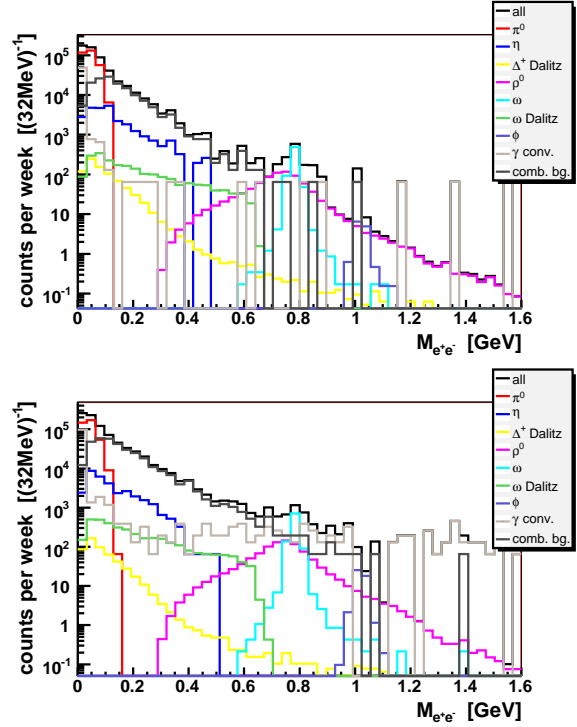 all
π⁰
η
Δ⁺ Dalitz
ρ⁰
ω
ω Dalitz
φ
γ conv.
comb. bg.
counts per week [(32MeV)⁻¹]
10⁵
10⁴
10³
10²
10
1
10⁻¹
0 0.2 0.4 0.6 0.8 1 1.2 1.4 1.6
M e⁺e⁻ [GeV]
all
π⁰
η
Δ⁺ Dalitz
ρ⁰
ω
ω Dalitz
φ
γ conv.
comb. bg.
counts per week [(32MeV)⁻¹]
10⁵
10⁴
10³
10²
10
1
10⁻¹
0 0.2 0.4 0.6 0.8 1 1.2 1.4 1.6
M e⁺e⁻ [GeV]